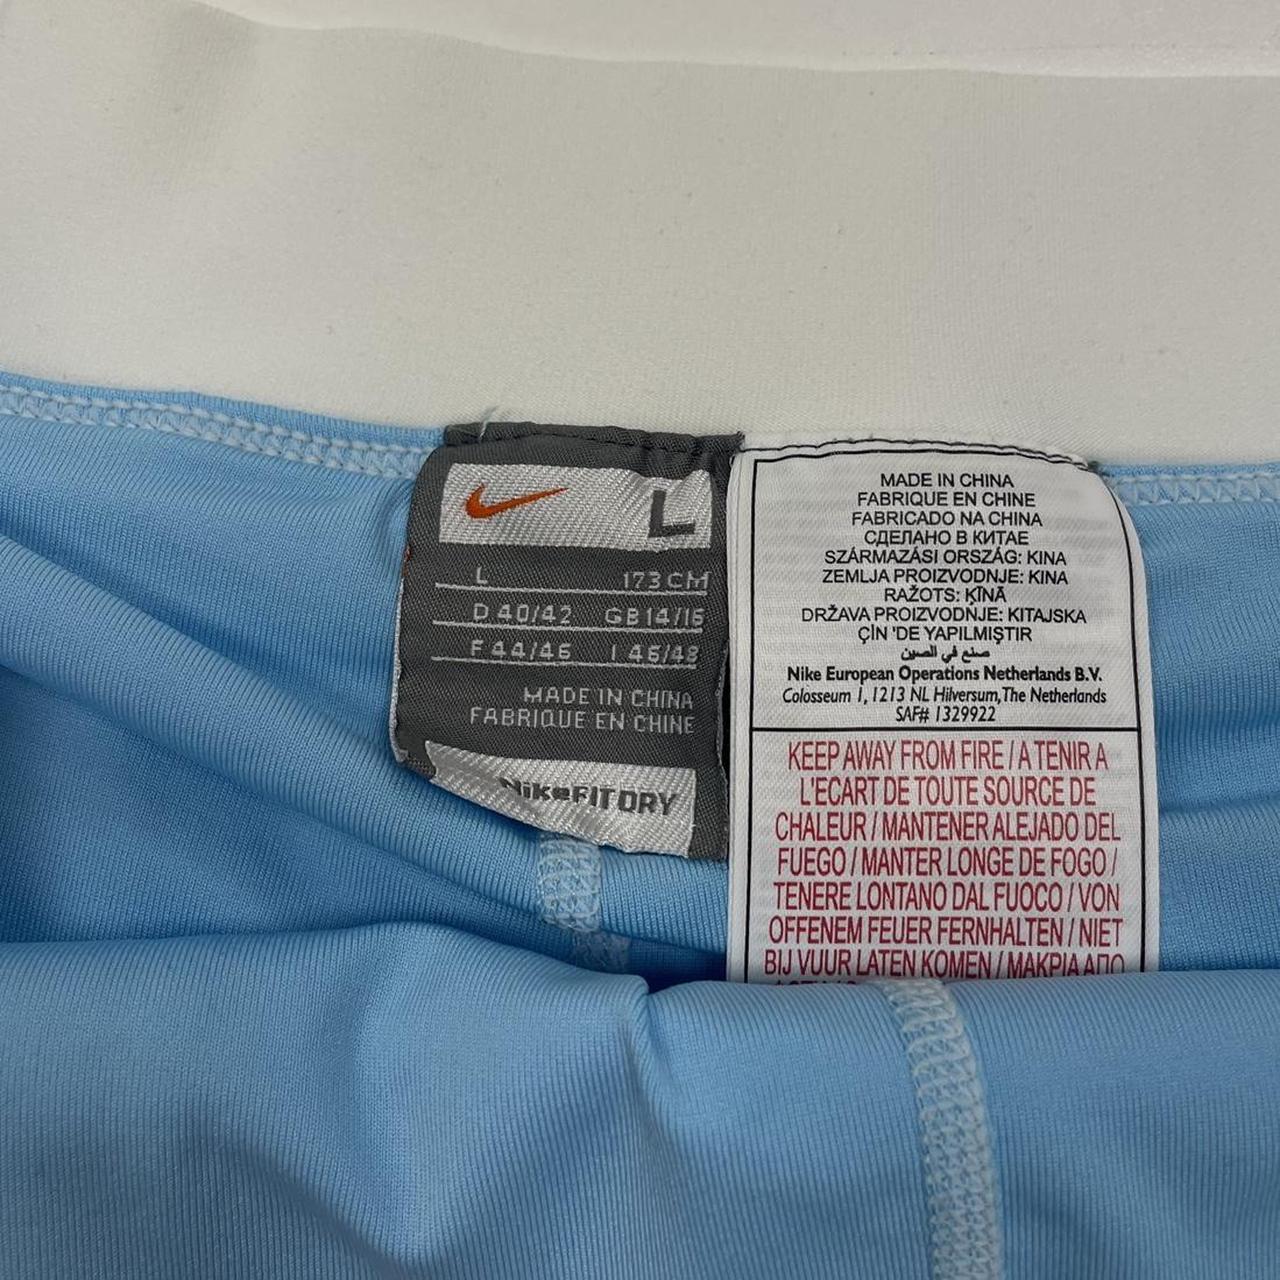 L
L 173CM
D 40/42 GB 14/16
F 44/46 I 46/48
MADE IN CHINA
FABRIQUE EN CHINE
NikeFITDRY
MADE IN CHINA
FABRIQUE EN CHINE
FABRICADO NA CHINA
СДЕЛАНО В КИТАЕ
SZÁRMAZÁSI ORSZÁG: KINA
ZEMLJA PROIZVODNJE: KINA
RAŽOTS: ĶĪNĀ
DRŽAVA PROIZVODNJE: KITAJSKA
ÇİN 'DE YAPILMIŞTIR
صنع في الصين
Nike European Operations Netherlands B.V.
Colosseum 1, 1213 NL Hilversum, The Netherlands
SAF# 1329922
KEEP AWAY FROM FIRE / A TENIR A
L'ECART DE TOUTE SOURCE DE
CHALEUR / MANTENER ALEJADO DEL
FUEGO / MANTER LONGE DE FOGO /
TENERE LONTANO DAL FUOCO / VON
OFFENEM FEUER FERNHALTEN / NIET
BIJ VUUR LATEN KOMEN / ΜΑΚΡΙΑ ΑΠΟ